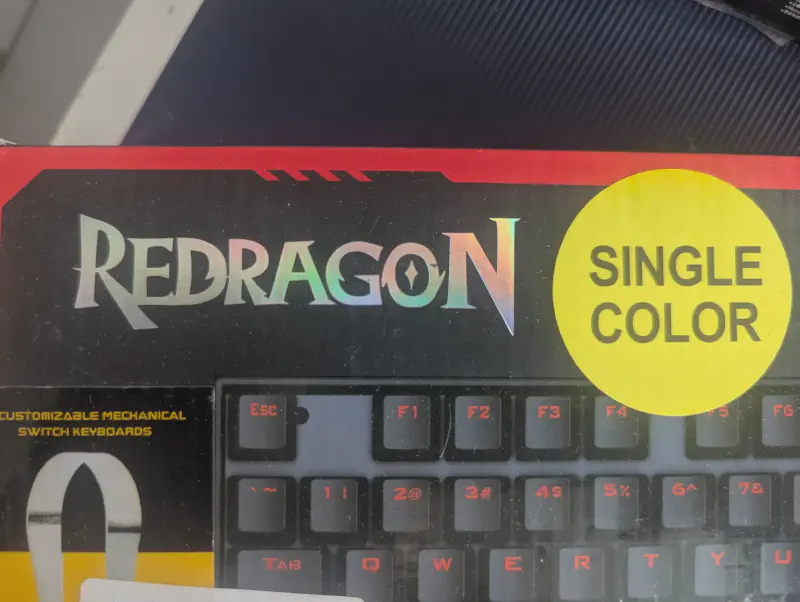 REDRAGON
SINGLE
COLOR
CUSTOMIZABLE MECHANICAL
SWITCH KEYBOARDS
Esc F1 F2 F3 F4 F5 F6
` ~ 1 ! 2@ 3# 4$ 5% 6^ 7&
TAB Q W E R T Y U